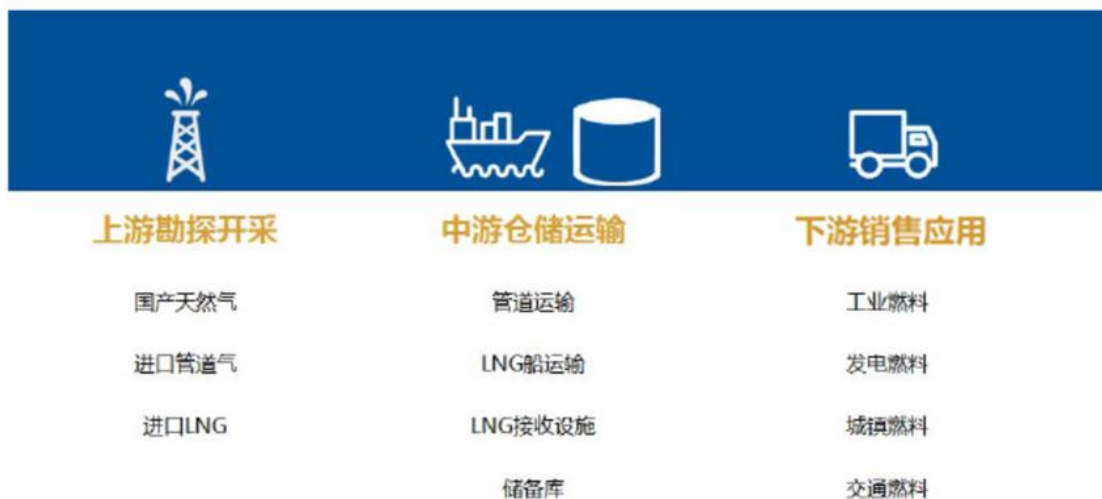 上游勘探开采
中游仓储运输
下游销售应用
国产天然气
管道运输
工业燃料
进口管道气
LNG船运输
发电燃料
进口LNG
LNG接收设施
城镇燃料
储备库
交通燃料